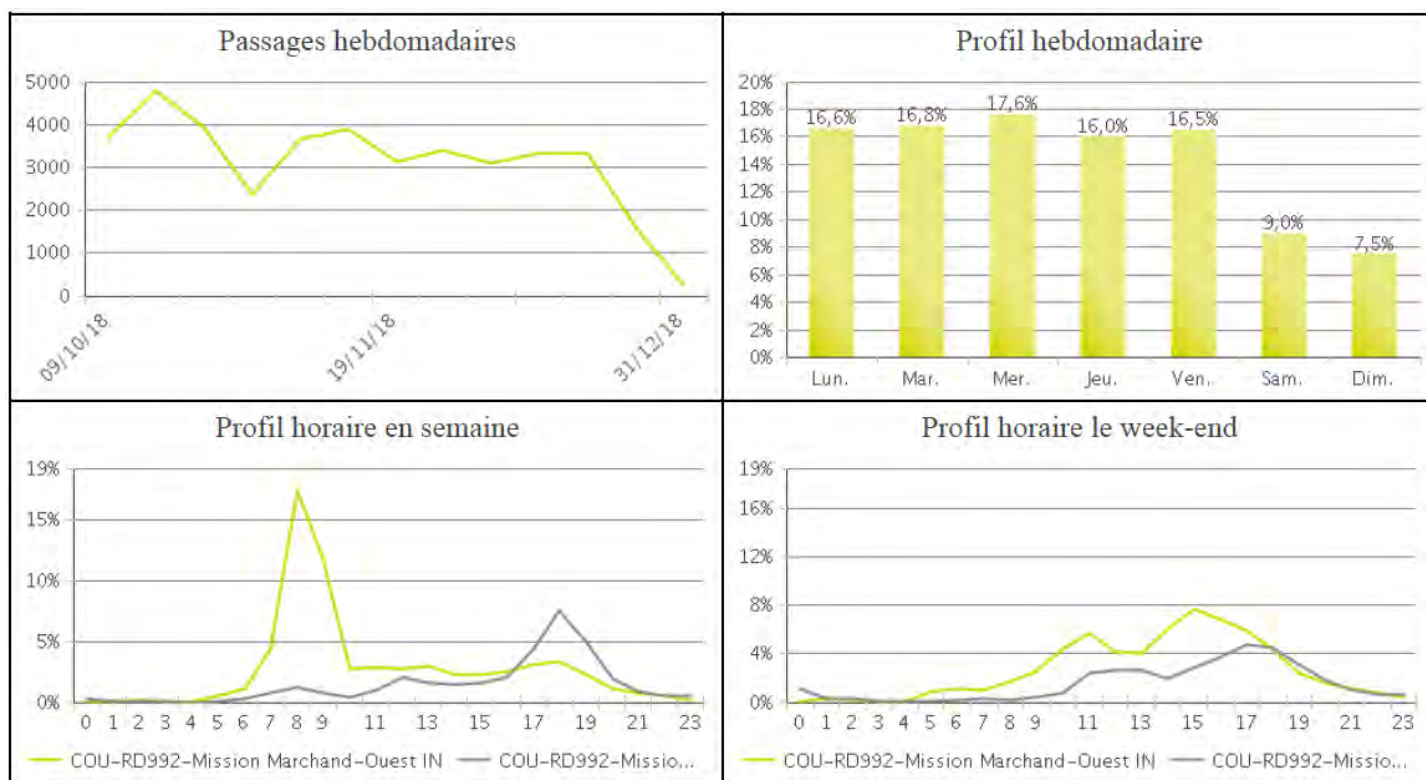 Passages hebdomadaires
5000
4000
3000
2000
1000
0
09/10/18
19/11/18
31/12/18
Profil hebdomadaire
20%
18%
16%
14%
12%
10%
8%
6%
4%
2%
0%
16,6%
16,8%
17,6%
16,0%
16,5%
9,0%
7,5%
Lun.
Mar.
Mer.
Jeu.
Ven.
Sam.
Dim.
Profil horaire en semaine
19%
15%
10%
5%
0%
0 1 2 3 4 5 6 7 8 9 11 13 15 17 19 21 23
COU-RD992-Mission Marchand-Ouest IN
COU-RD992-Missio...
Profil horaire le week-end
19%
16%
12%
8%
4%
0%
0 1 2 3 4 5 6 7 8 9 11 13 15 17 19 21 23
COU-RD992-Mission Marchand-Ouest IN
COU-RD992-Missio...